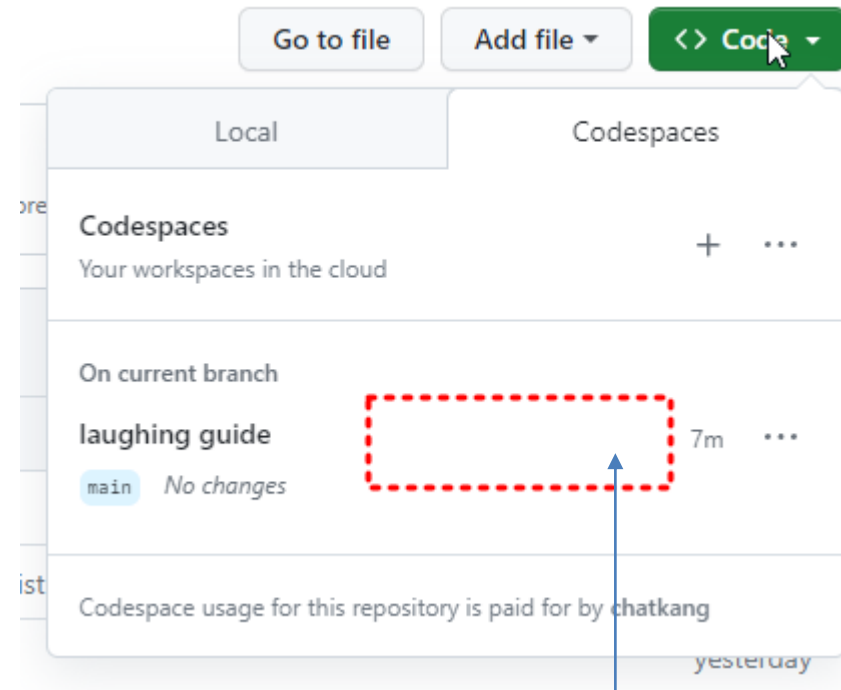 Go to file
Add file
<> Code
Local
Codespaces
Codespaces
Your workspaces in the cloud
On current branch
laughing guide
7m
main No changes
Codespace usage for this repository is paid for by chatkang
yesterday